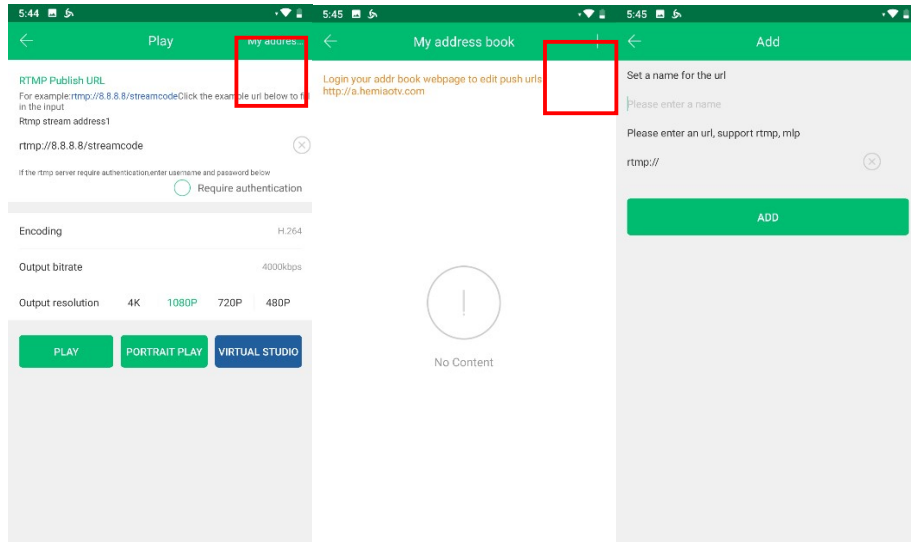 5:44
Play
My addres...
RTMP Publish URL
For example:rtmp://8.8.8.8/streamcodeClick the example url below to fil
in the input
Rtmp stream address1
rtmp://8.8.8.8/streamcode
If the rtmp server require authentication,enter username and password below
Require authentication
Encoding H.264
Output bitrate 4000kbps
Output resolution 4K 1080P 720P 480P
PLAY PORTRAIT PLAY VIRTUAL STUDIO
5:45
My address book
Login your addr book webpage to edit push urls
http://a.hemiaotv.com
No Content
5:45
Add
Set a name for the url
Please enter a name
Please enter an url, support rtmp, mlp
rtmp://
ADD